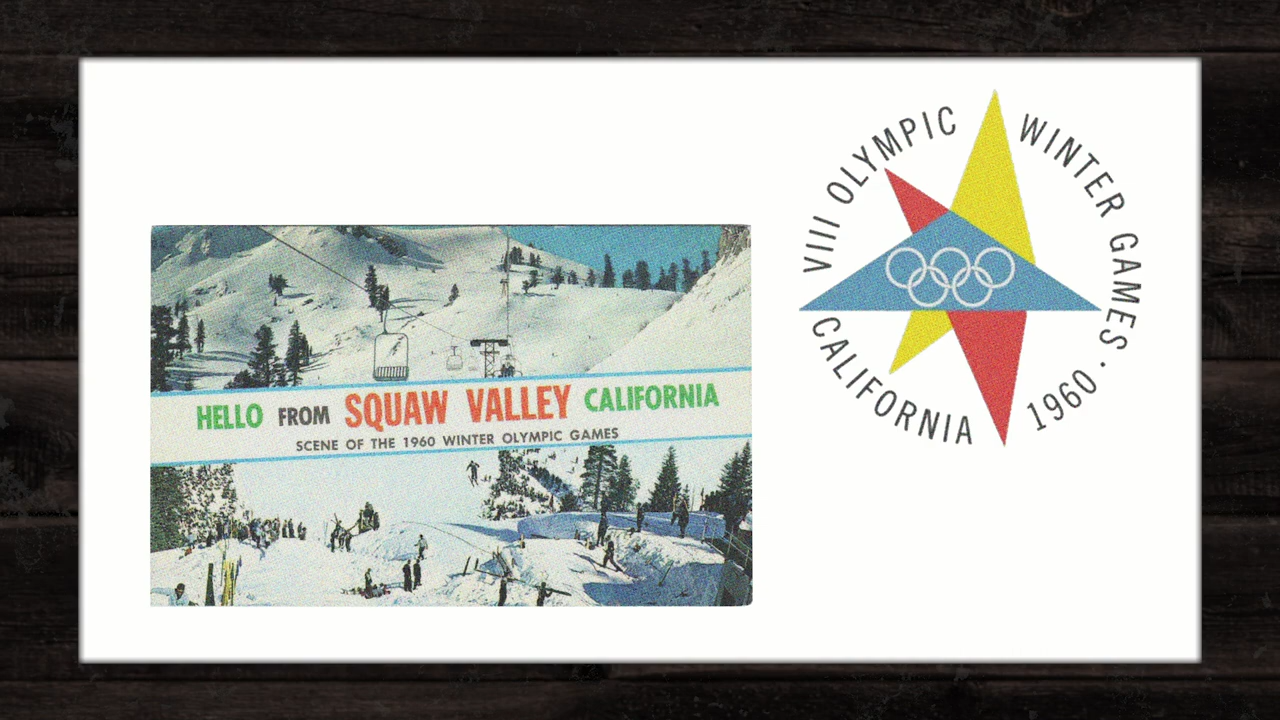 HELLO FROM SQUAW VALLEY CALIFORNIA
SCENE OF THE 1960 WINTER OLYMPIC GAMES
VIII OLYMPIC WINTER GAMES · 1960
CALIFORNIA